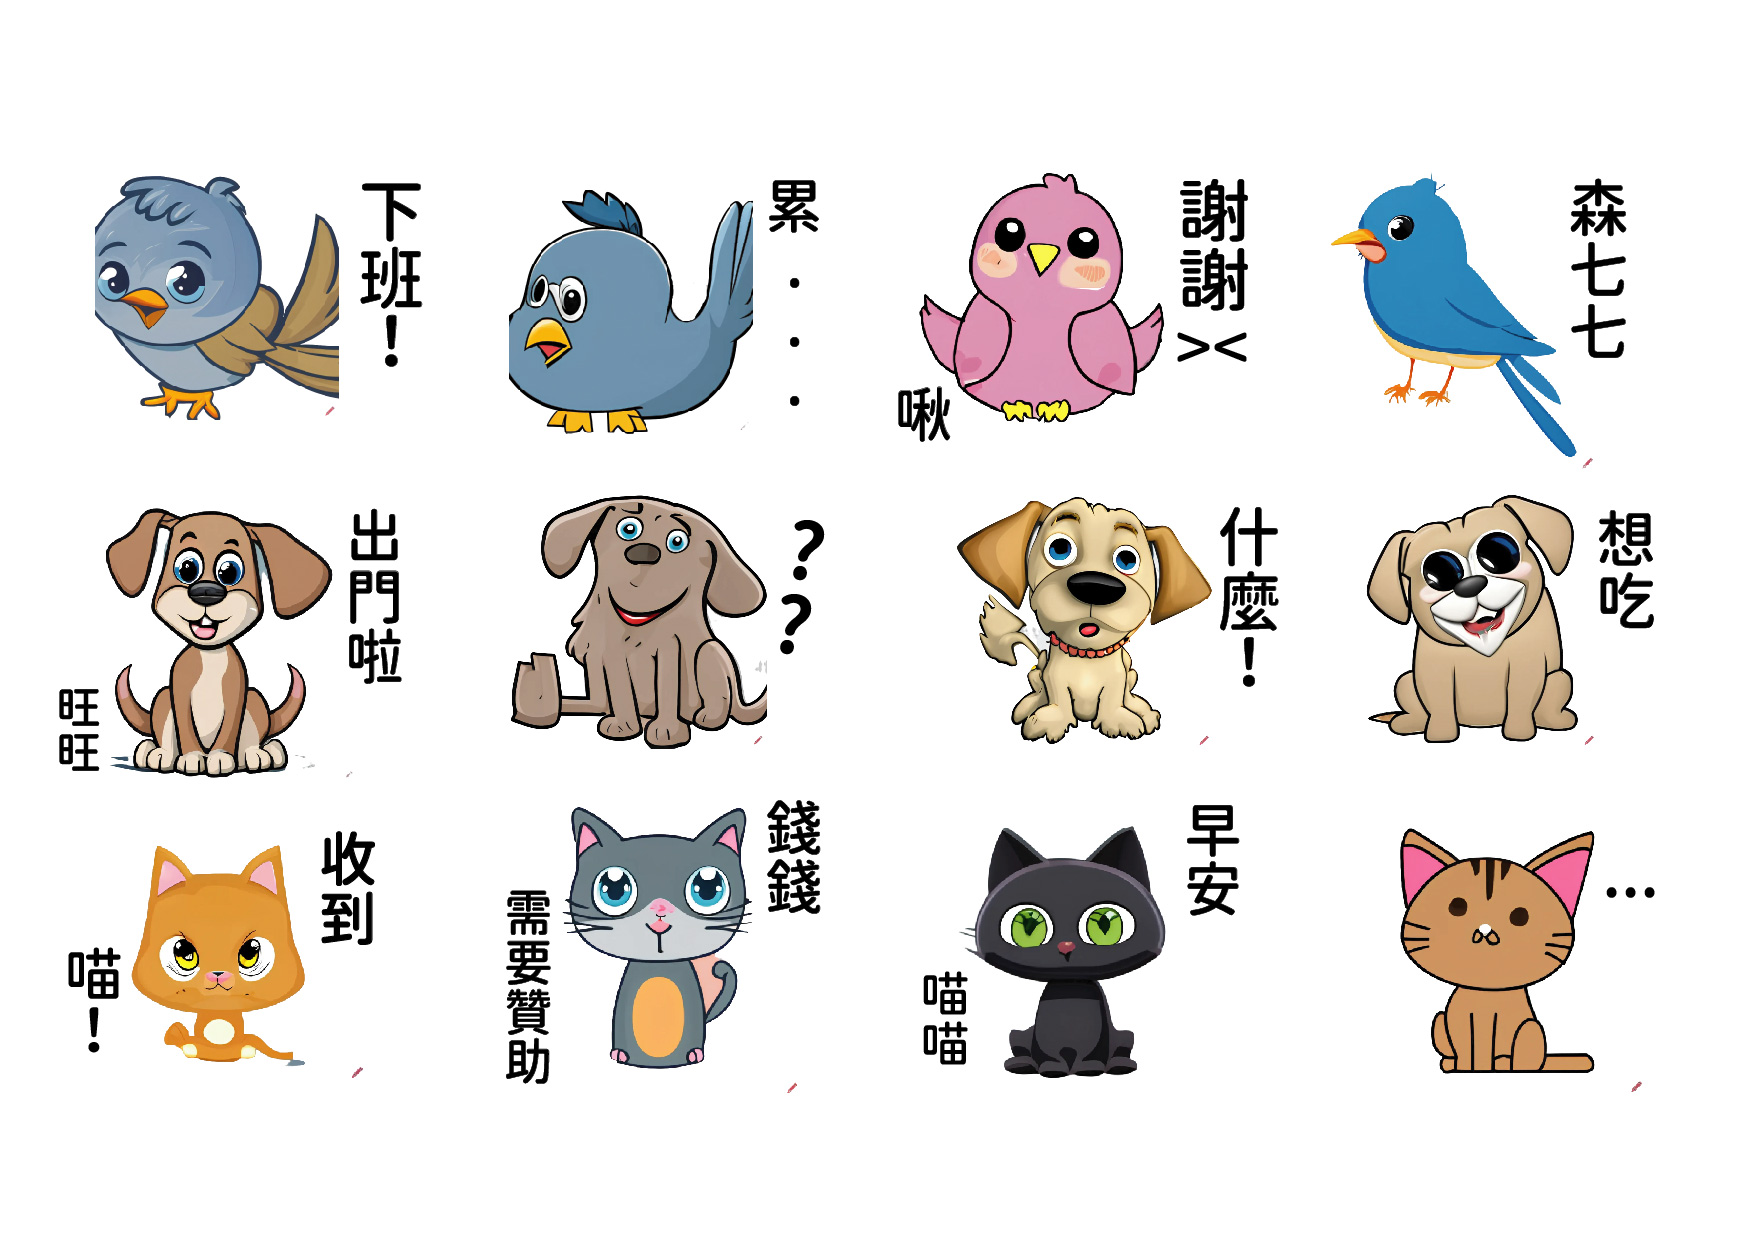 下班！
累...
謝謝><
啾
森七七
出門啦
旺旺
??
什麼！
想吃
收到
喵！
錢錢
需要贊助
早安
喵喵
...